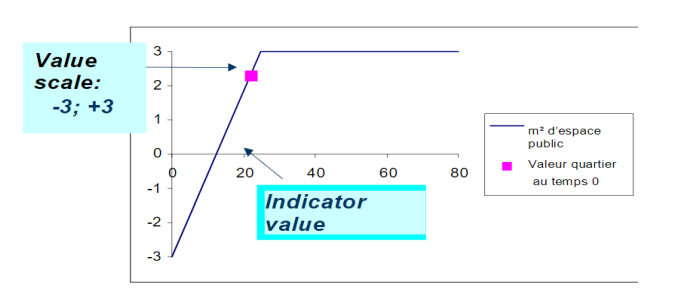 Value
scale:
-3; +3
3
2
1
0
-1
-2
-3
0
20
40
60
80
Indicator
value
m² d'espace
public
Valeur quartier
au temps 0